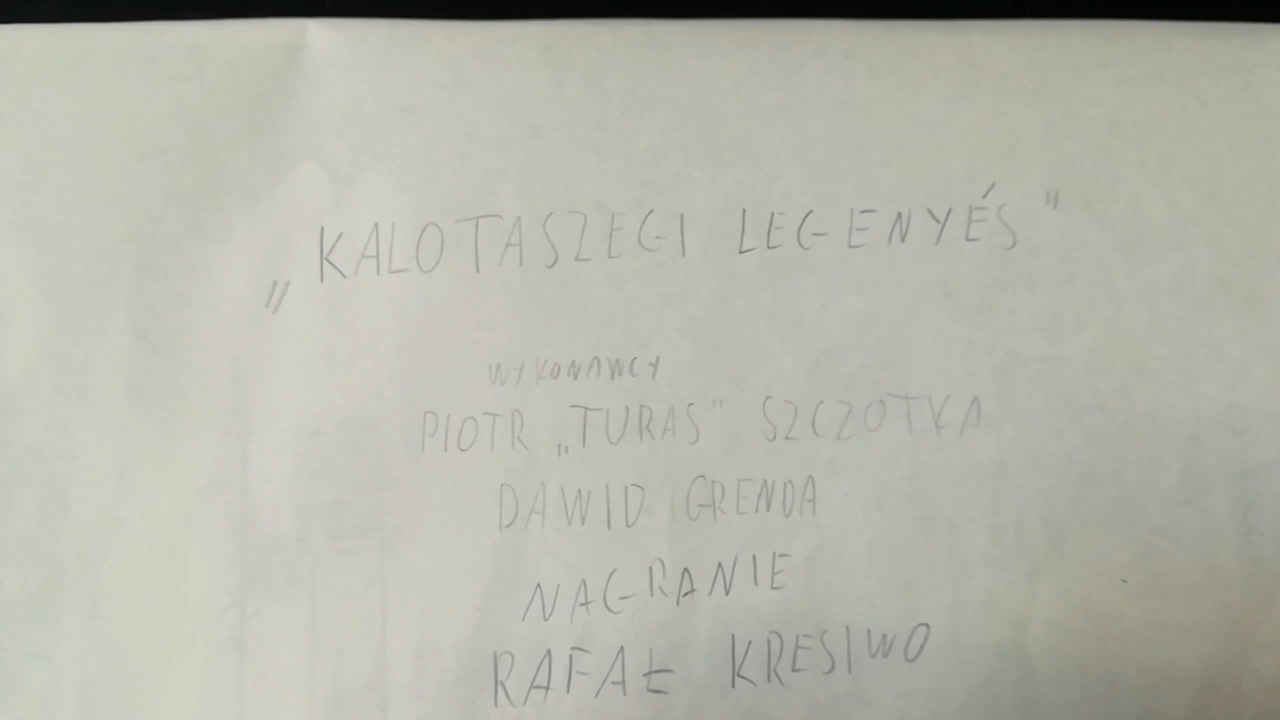 „KALOTASZEGI LEGENYÉS"
WYKONAWCY
PIOTR „TURAS" SZCZOTKA
DAWID GRENDA
NAGRANIE
RAFAŁ KRESIWO